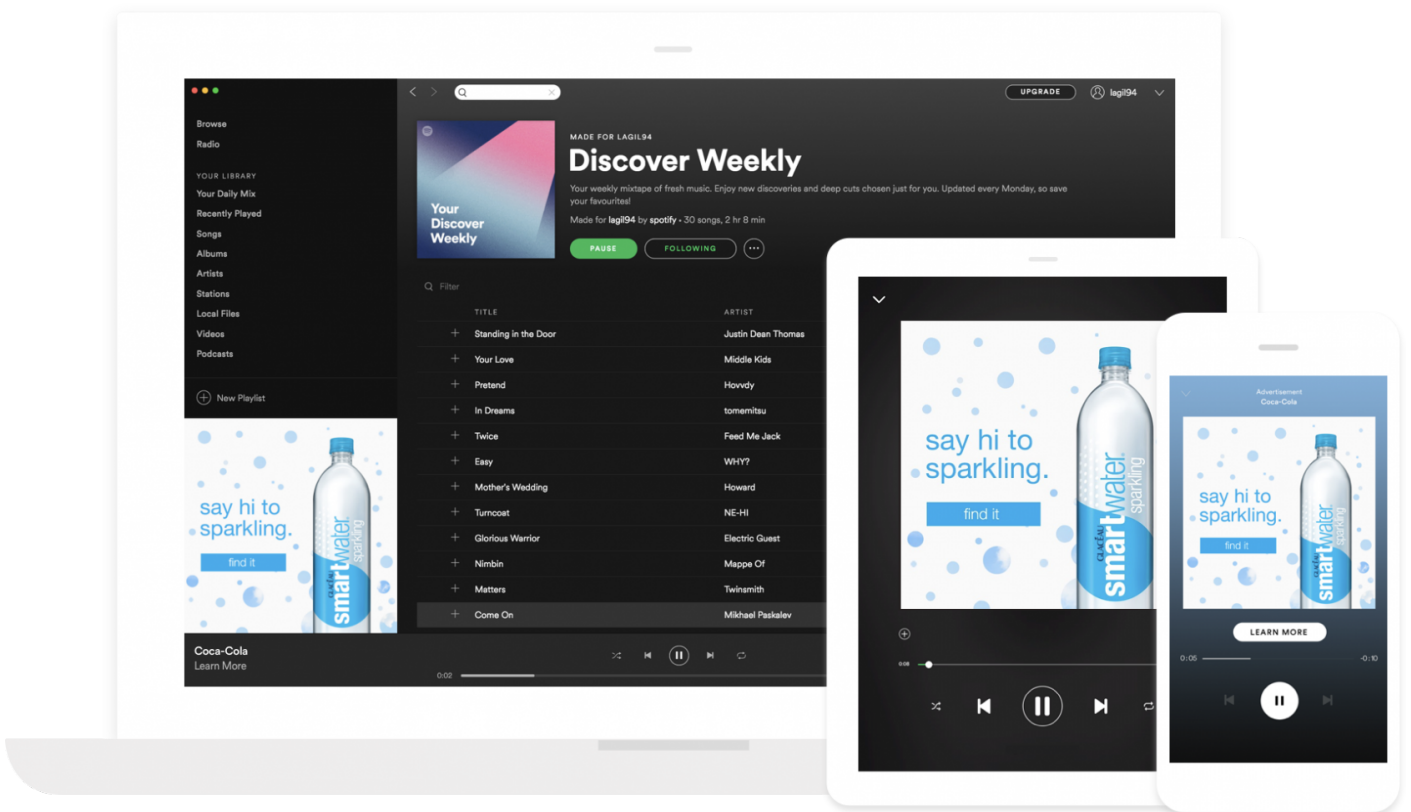 UPGRADE
lagil94
Browse
Radio
YOUR LIBRARY
Your Daily Mix
Recently Played
Songs
Albums
Artists
Stations
Local Files
Videos
Podcasts
New Playlist
Your
Discover
Weekly
MADE FOR LAGIL94
Discover Weekly
Your weekly mixtape of fresh music. Enjoy new discoveries and deep cuts chosen just for you. Updated every Monday, so save
your favourites!
Made for lagil94 by spotify • 30 songs, 2 hr 8 min
PAUSE
FOLLOWING
Filter
TITLE ARTIST
Standing in the Door Justin Dean Thomas
Your Love Middle Kids
Pretend Hovvdy
In Dreams tomemitsu
Twice Feed Me Jack
Easy WHY?
Mother's Wedding Howard
Turncoat NE-HI
Glorious Warrior Electric Guest
Nimbin Mappe Of
Matters Twinsmith
Come On Mikhael Paskalev
say hi to
sparkling.
find it
GLACÉAU
smartwater.
sparkling
Coca-Cola
Learn More
0:02
say hi to
sparkling.
find it
GLACÉAU
smartwater.
sparkling
0:08
Advertisement
Coca-Cola
say hi to
sparkling.
find it
GLACÉAU
smartwater.
sparkling
LEARN MORE
0:05 -0:10